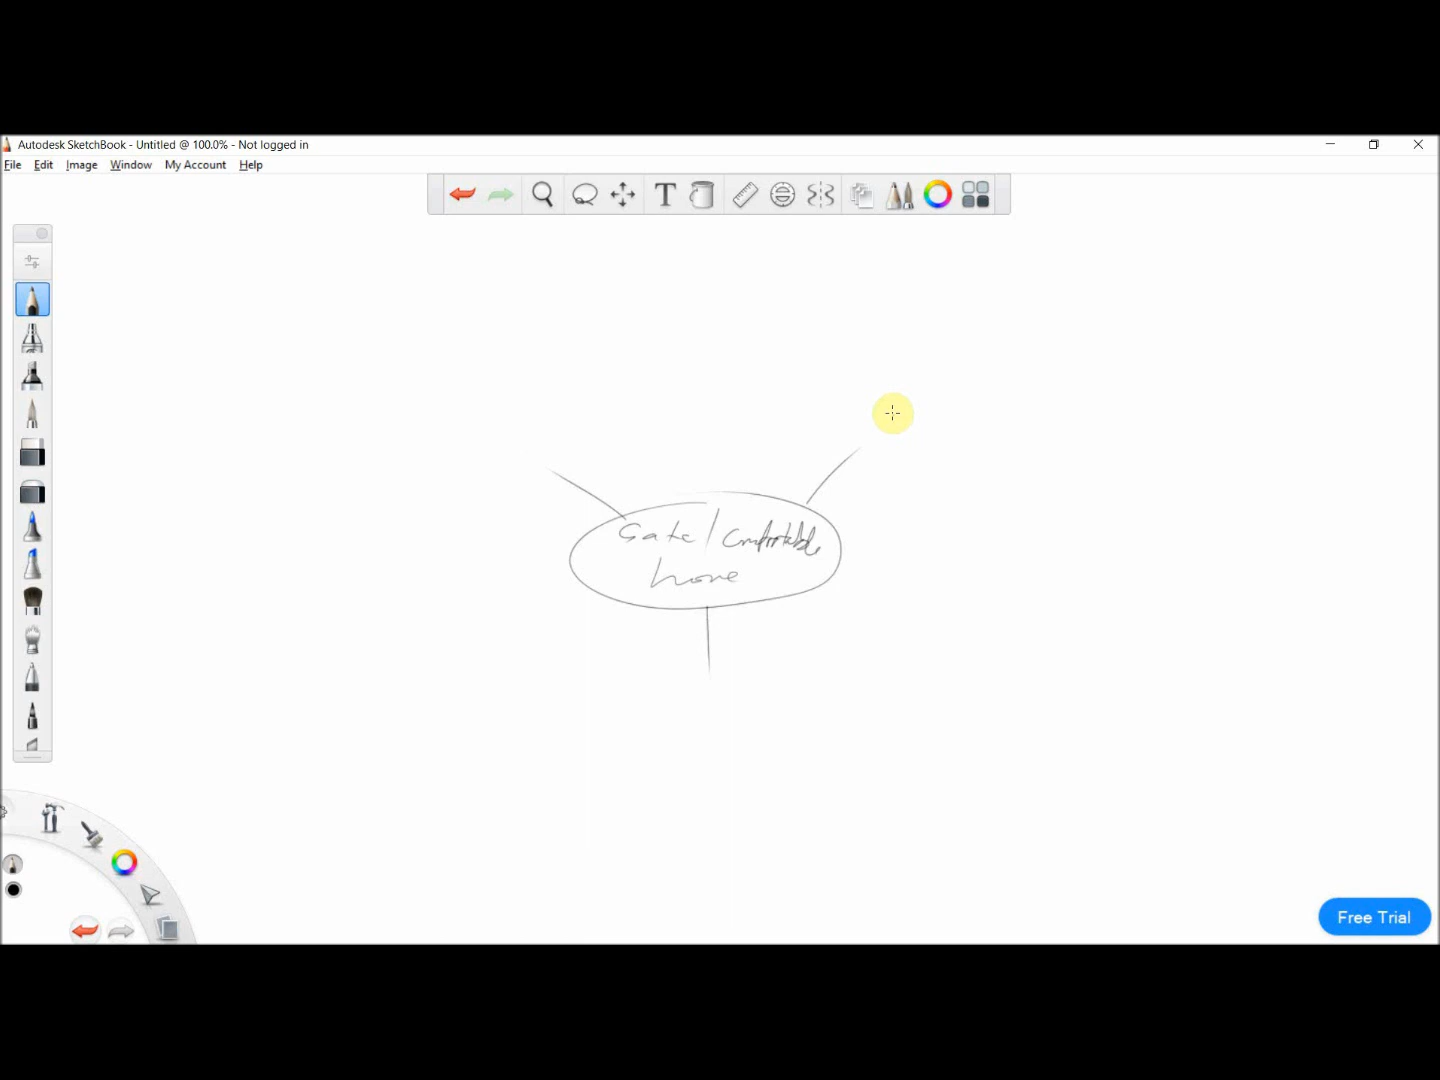 Autodesk SketchBook - Untitled @ 100.0% - Not logged in
File Edit Image Window My Account Help
T
Safe / Comfortable
home
Free Trial